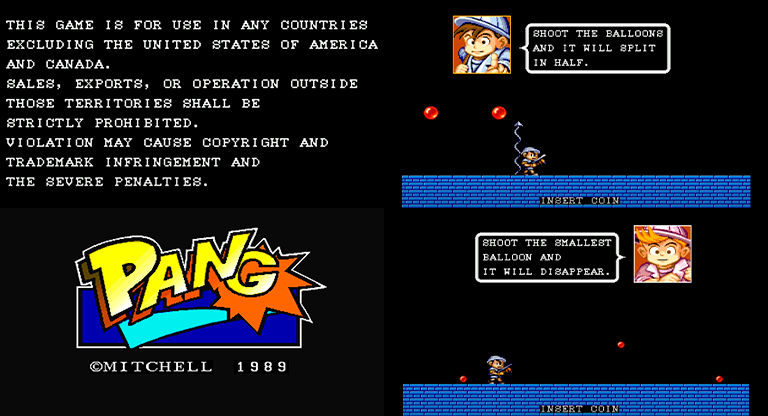 THIS GAME IS FOR USE IN ANY COUNTRIES
EXCLUDING THE UNITED STATES OF AMERICA
AND CANADA.
SALES, EXPORTS, OR OPERATION OUTSIDE
THOSE TERRITORIES SHALL BE
STRICTLY PROHIBITED.
VIOLATION MAY CAUSE COPYRIGHT AND
TRADEMARK INFRINGEMENT AND
THE SEVERE PENALTIES.
SHOOT THE BALLOONS
AND IT WILL SPLIT
IN HALF.
INSERT COIN
PANG
©MITCHELL 1989
SHOOT THE SMALLEST
BALLOON AND
IT WILL DISAPPEAR.
INSERT COIN